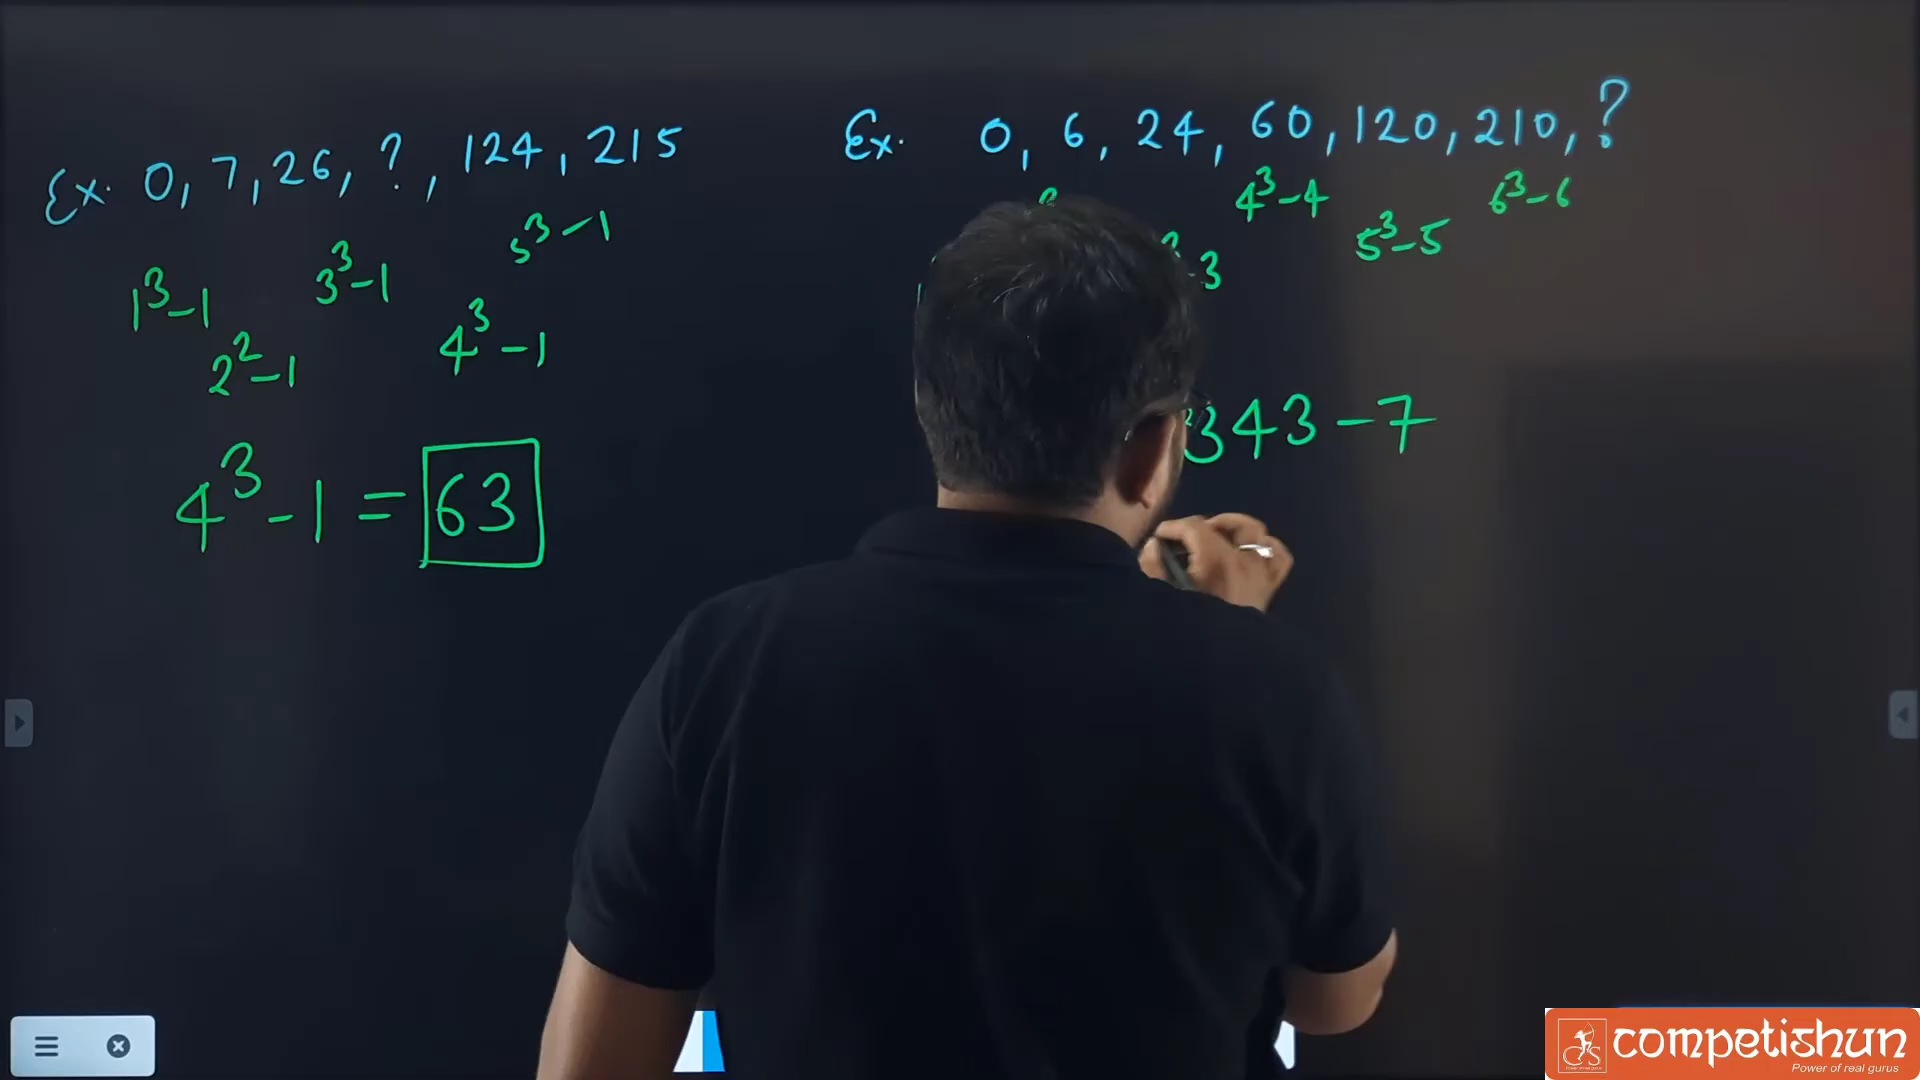 Ex. 0, 7, 26, ?, 124, 215
1³-1
2²-1
3³-1
4³-1
5³-1
4³-1 = 63
Ex. 0, 6, 24, 60, 120, 210, ?
-3
4³-4
5³-5
6³-6
343-7
competishun
Power of real gurus